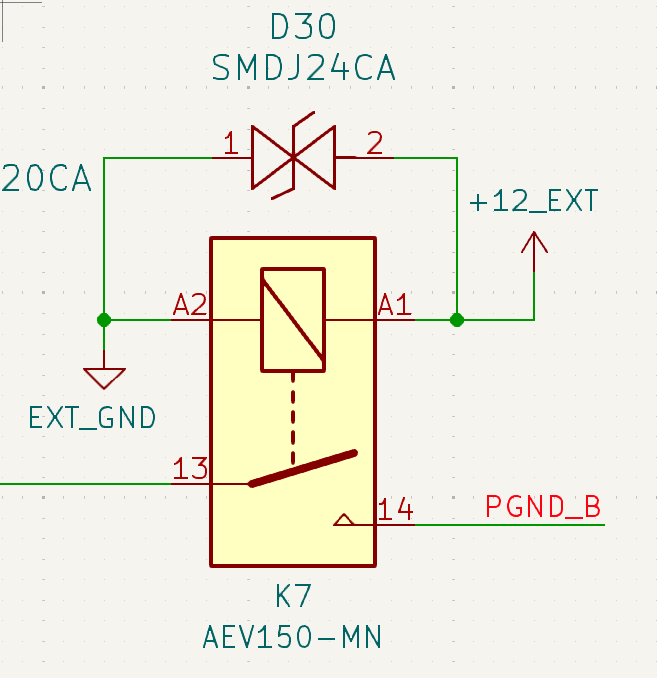 D30
SMDJ24CA
1 2
20CA
+12_EXT
A2 A1
EXT_GND
13
14 PGND_B
K7
AEV150-MN